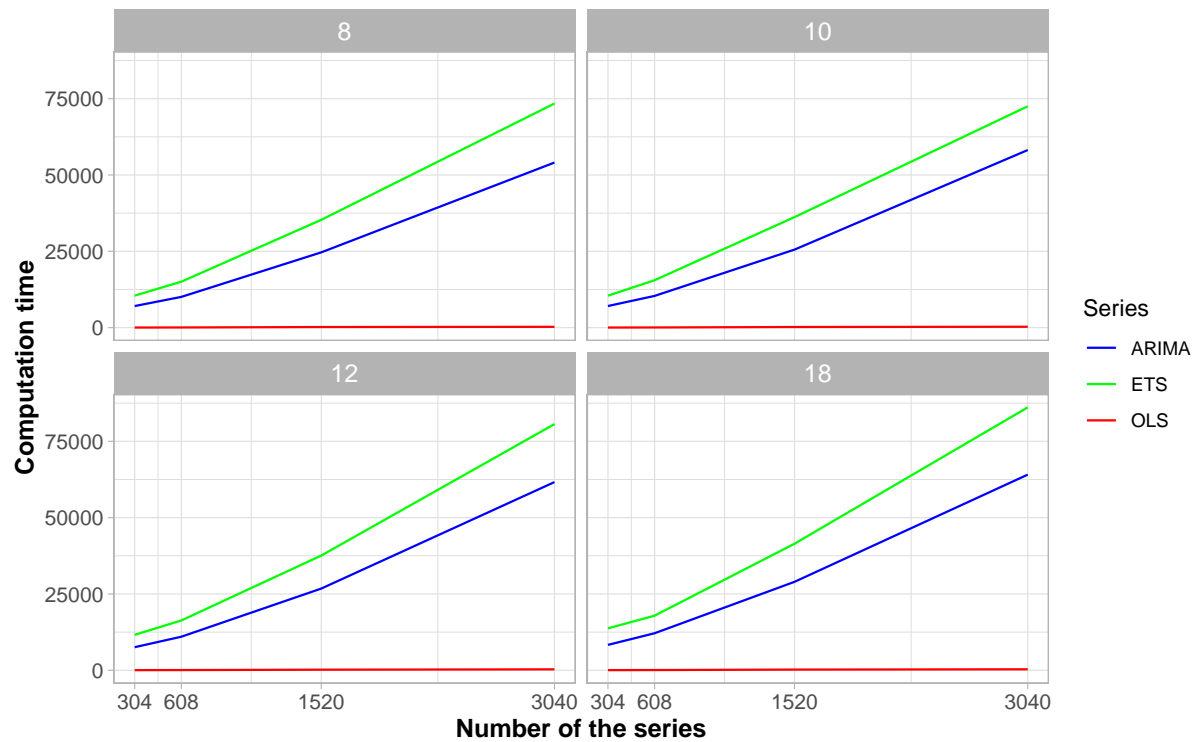 8
10
75000
50000
25000
0
12
18
75000
50000
25000
0
304 608 1520 3040
304 608 1520 3040
Number of the series
Computation time
Series
ARIMA
ETS
OLS